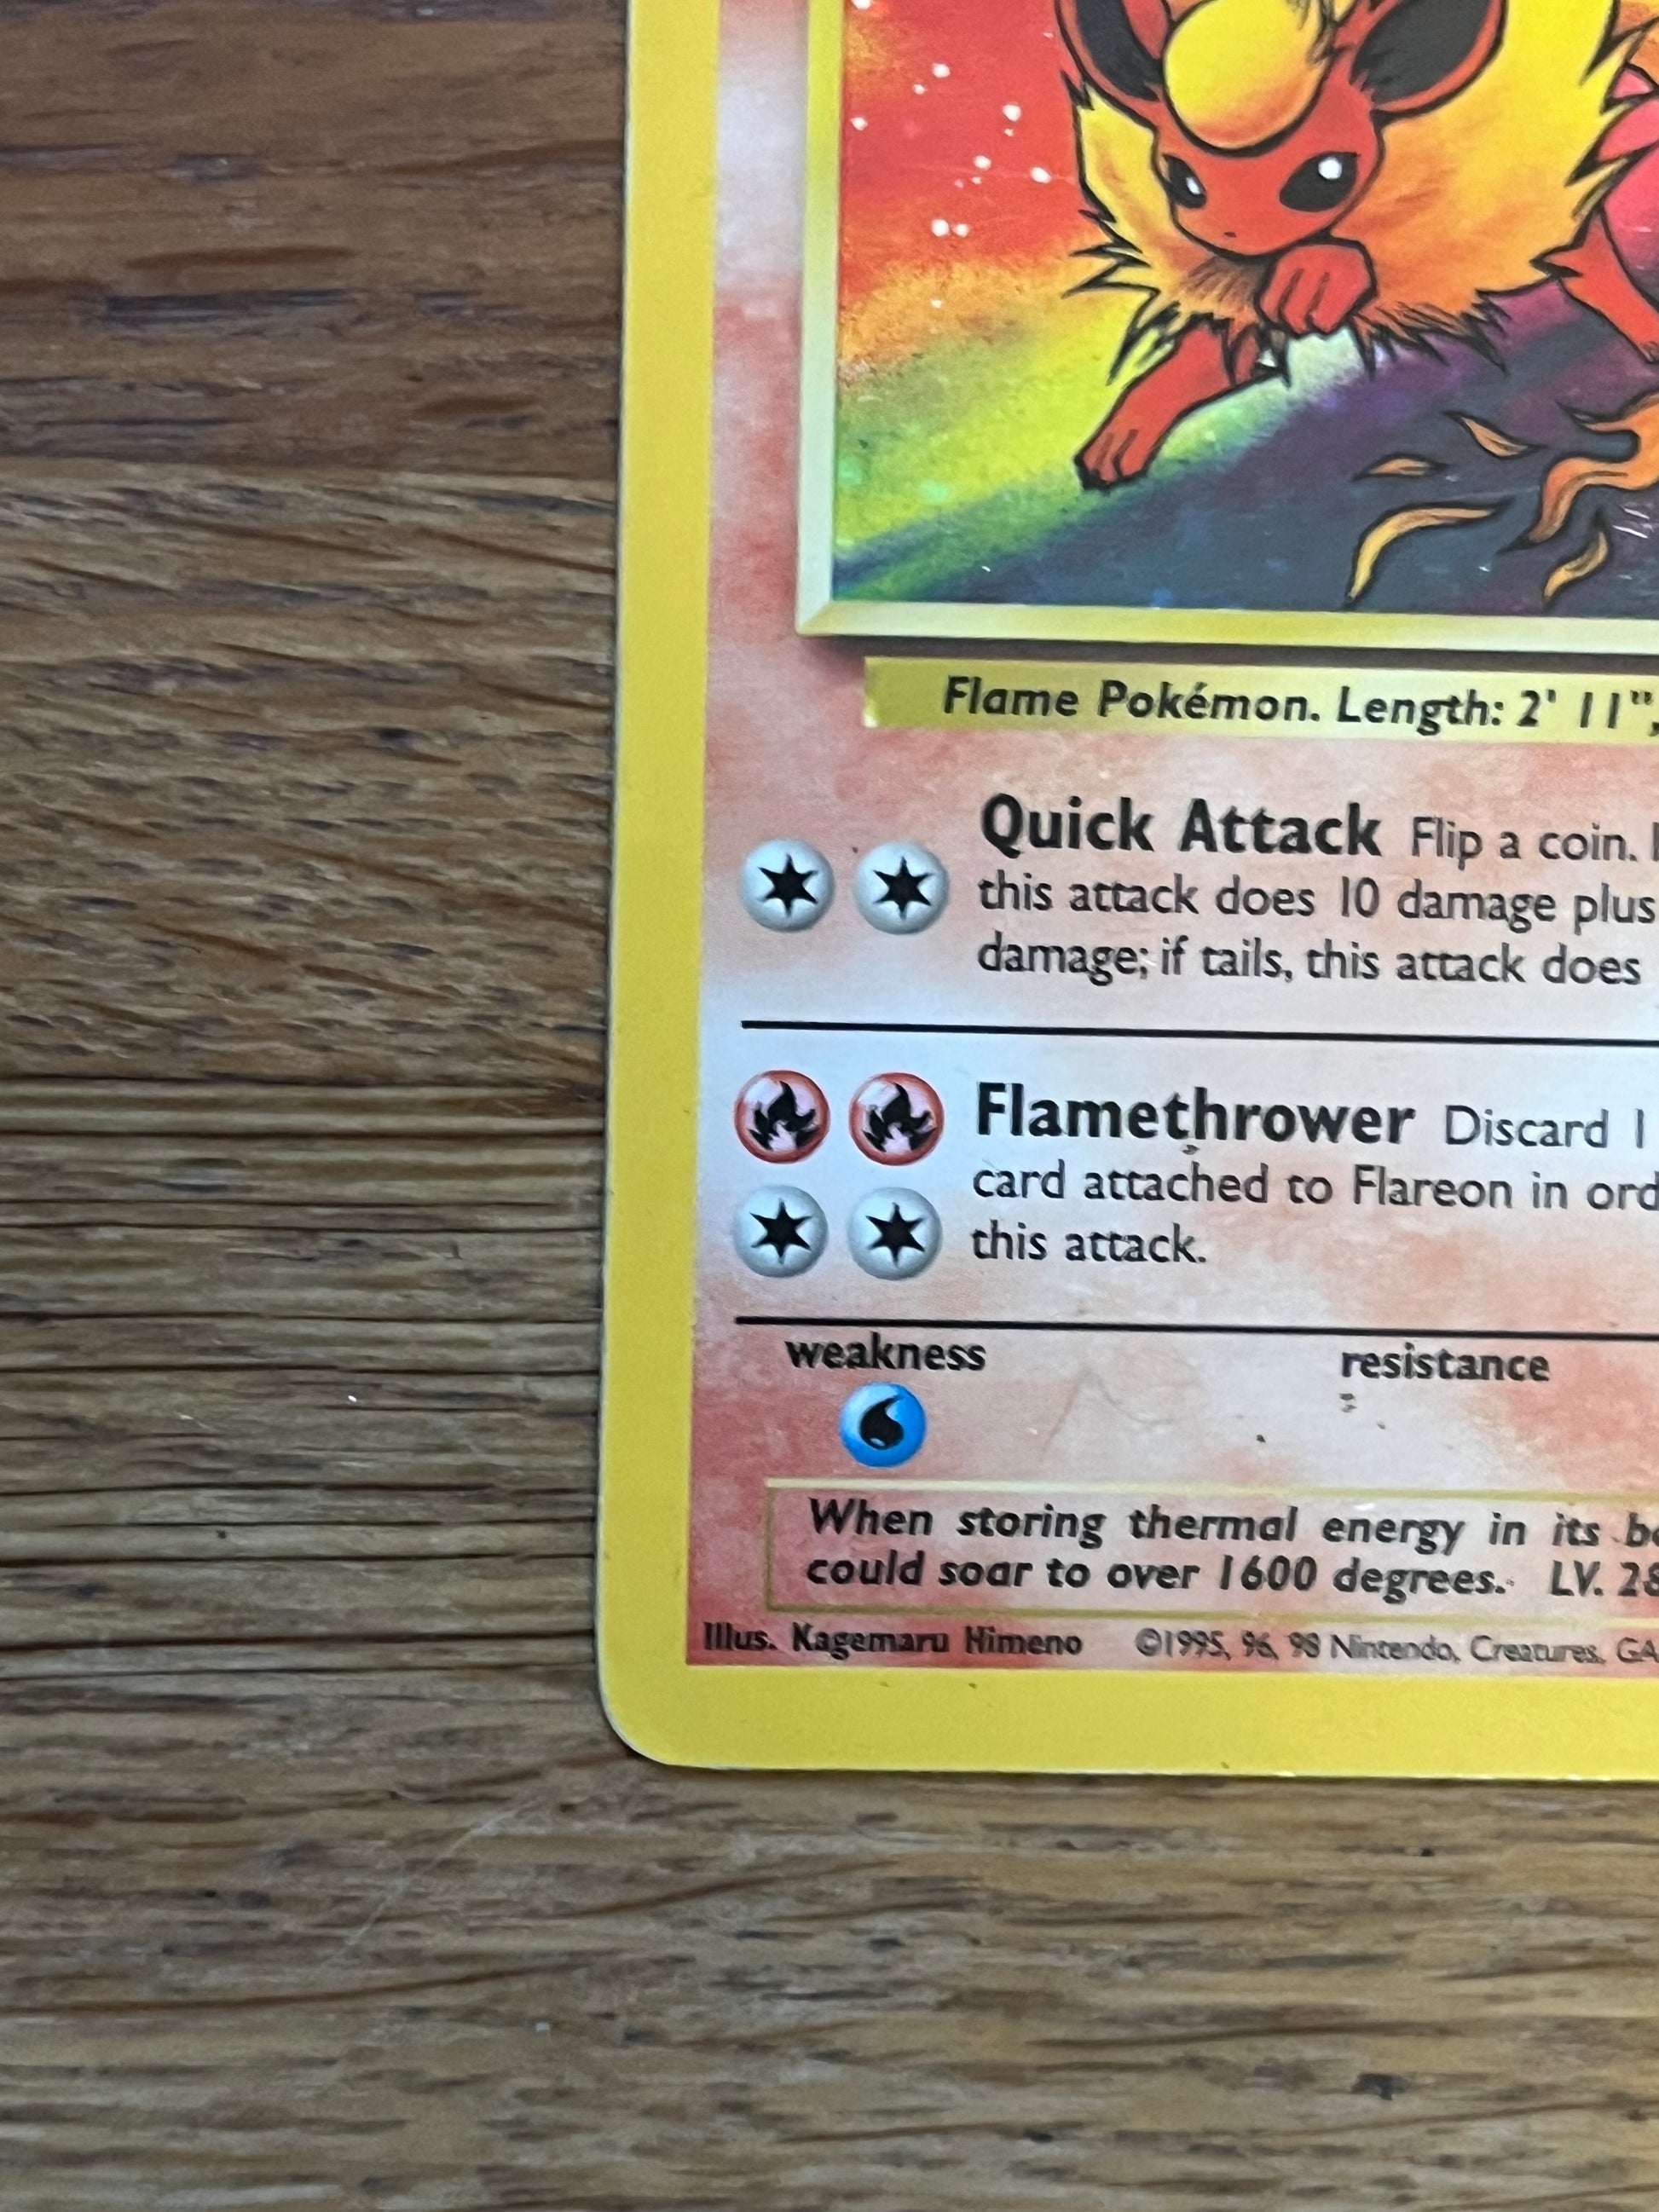 Flame Pokémon. Length: 2' 11",
Quick Attack Flip a coin.
this attack does 10 damage plus
damage; if tails, this attack does
Flamethrower Discard 1
card attached to Flareon in
this attack.
weakness resistance
When storing thermal energy in its
could soar to over 1600 degrees. LV. 28
Illus. Kagemaru Himeno ©1995, 96, 98 Nintendo, Creatures,